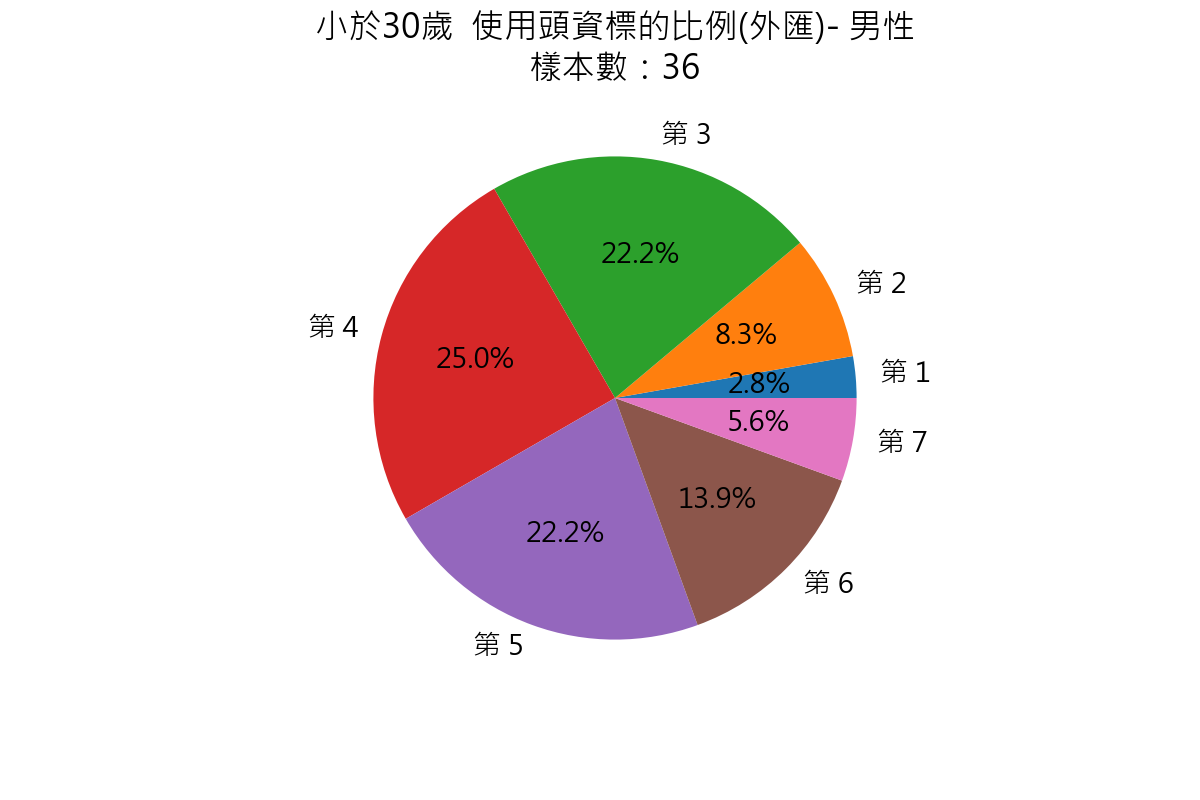 小於30歲  使用頭資標的比例(外匯)- 男性
樣本數：36
第 3
22.2%
第 2
8.3%
第 4
25.0%
第 1
2.8%
5.6%
第 7
13.9%
22.2%
第 6
第 5